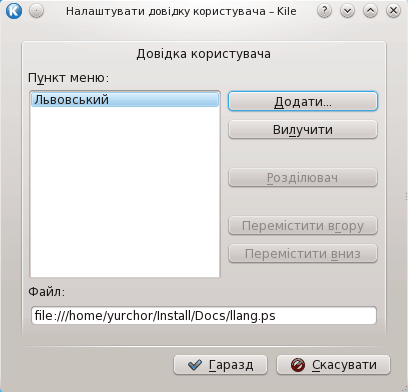 Налаштувати довідку користувача – Kile
Довідка користувача
Пункт меню:
Львовський
Додати...
Вилучити
Розділювач
Перемістити вгору
Перемістити вниз
Файл:
file:///home/yurchor/Install/Docs/llang.ps
Гаразд
Скасувати